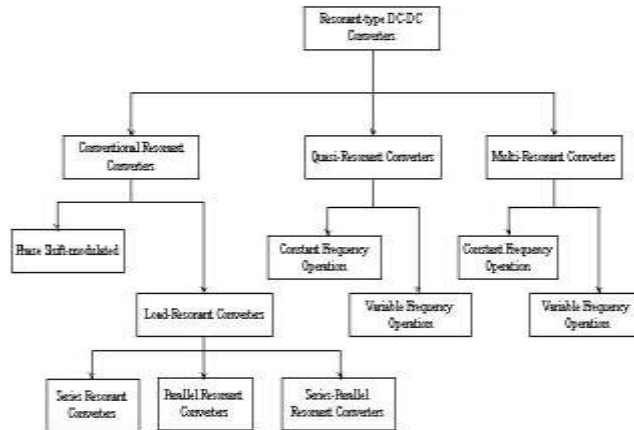 Resonant-type DC-DC
Converters
Conventional Resonant
Converters
Quasi-Resonant Converters
Multi-Resonant Converters
Phase Shift-modulated
Constant Frequency
Operation
Constant Frequency
Operation
Load-Resonant Converters
Variable Frequency
Operation
Variable Frequency
Operation
Series Resonant
Converters
Parallel Resonant
Converters
Series-Parallel
Resonant Converters